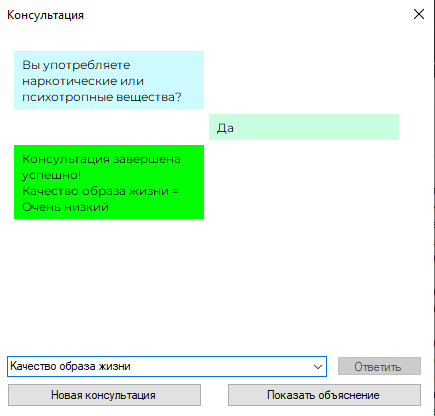 Консультация
Вы употребляете
наркотические или
психотропные вещества?
Да
Консультация завершена
успешно!
Качество образа жизни =
Очень низкий
Качество образа жизни
Ответить
Новая консультация
Показать объяснение